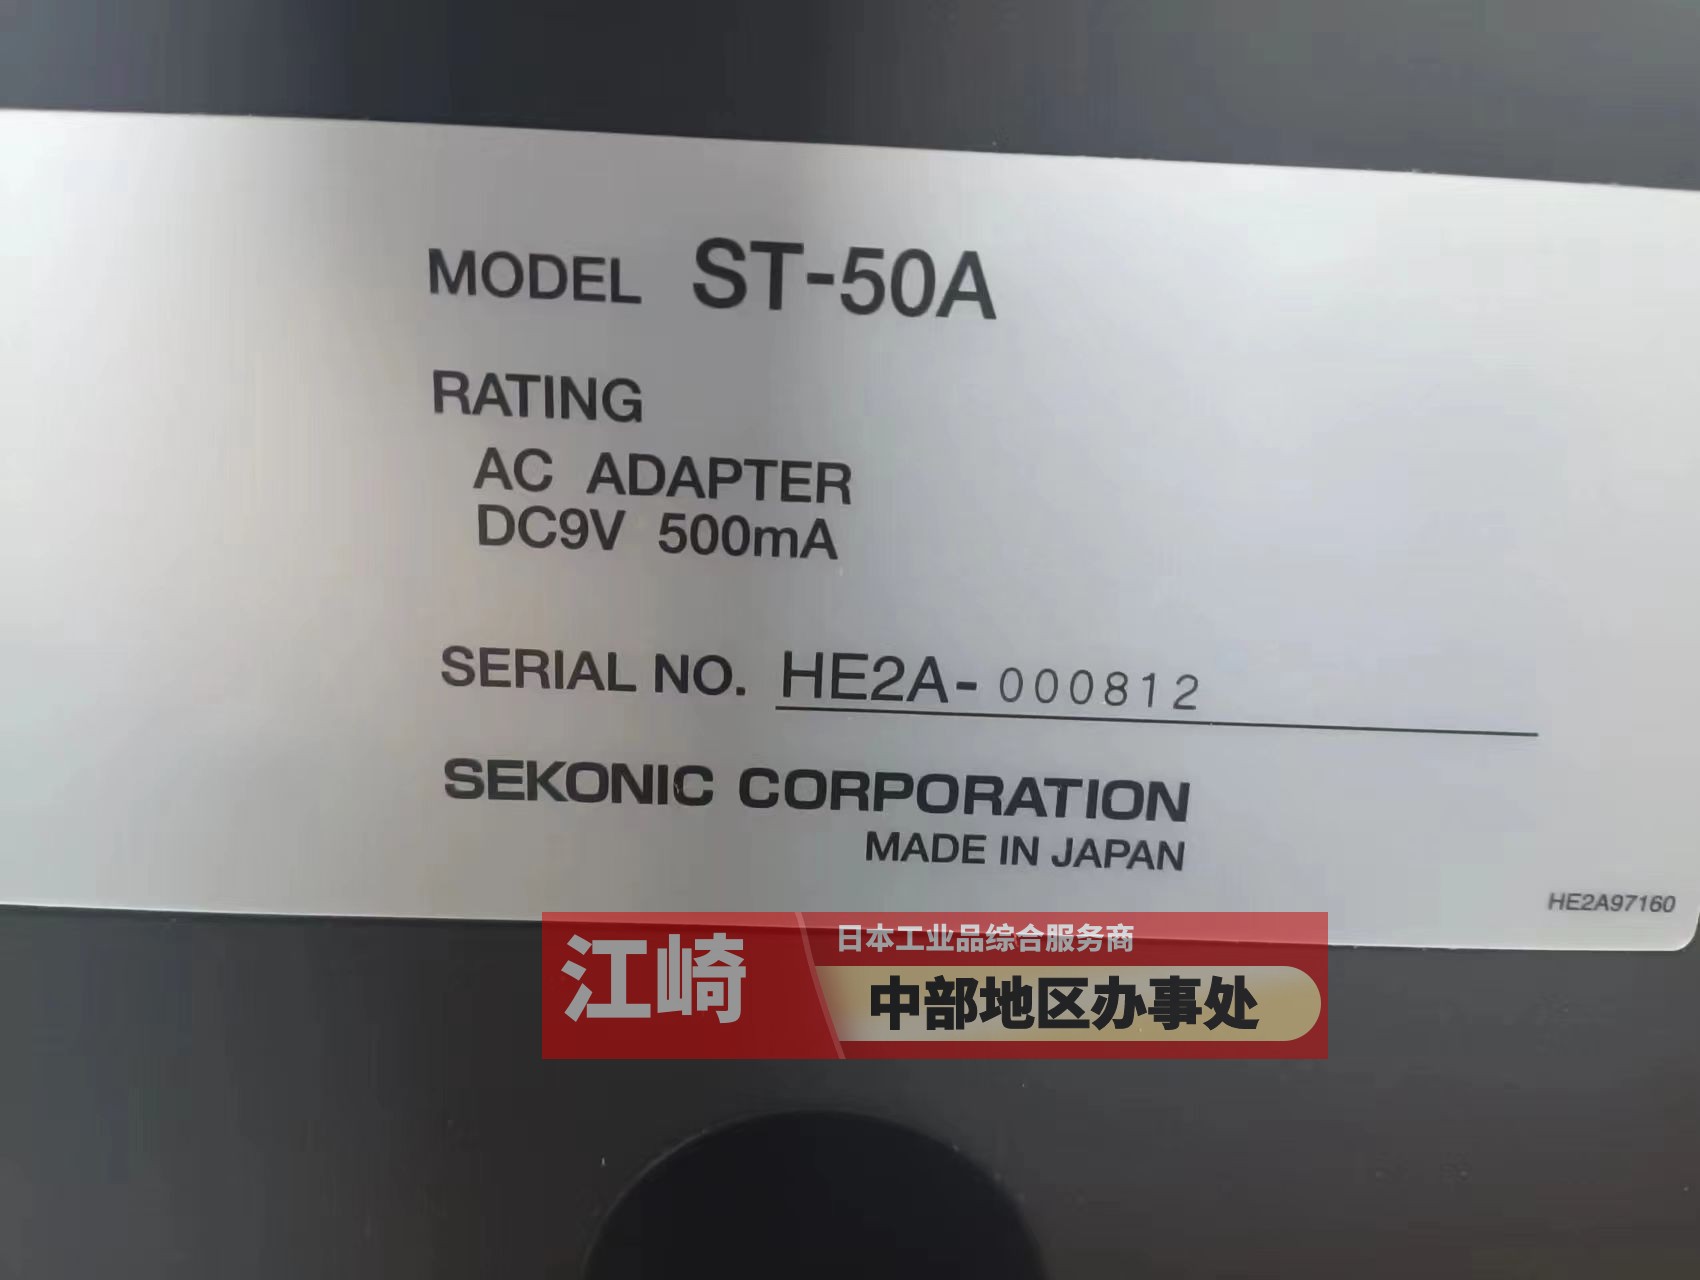 MODEL ST-50A
RATING
AC ADAPTER
DC9V 500mA
SERIAL NO. HE2A-000812
SEKONIC CORPORATION
MADE IN JAPAN
HE2A97160
江崎
日本工业品综合服务商
中部地区办事处